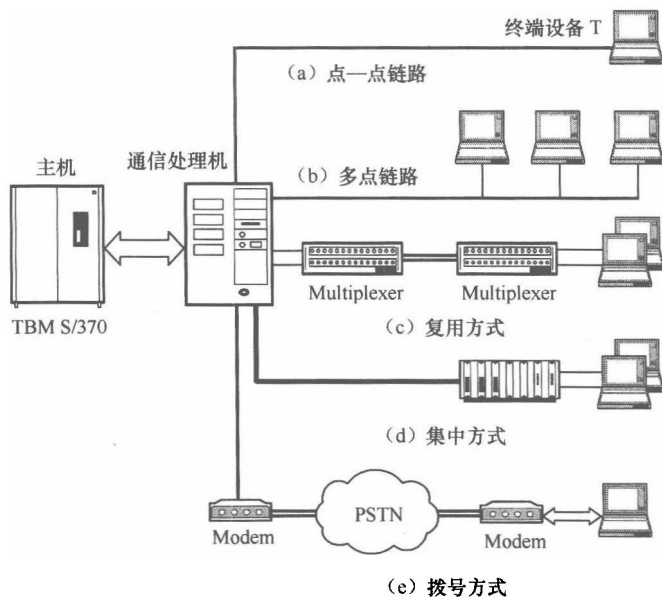 终端设备 T
（a）点—点链路
主机
通信处理机
（b）多点链路
Multiplexer
Multiplexer
TBM S/370
（c）复用方式
（d）集中方式
PSTN
Modem
Modem
（e）拨号方式